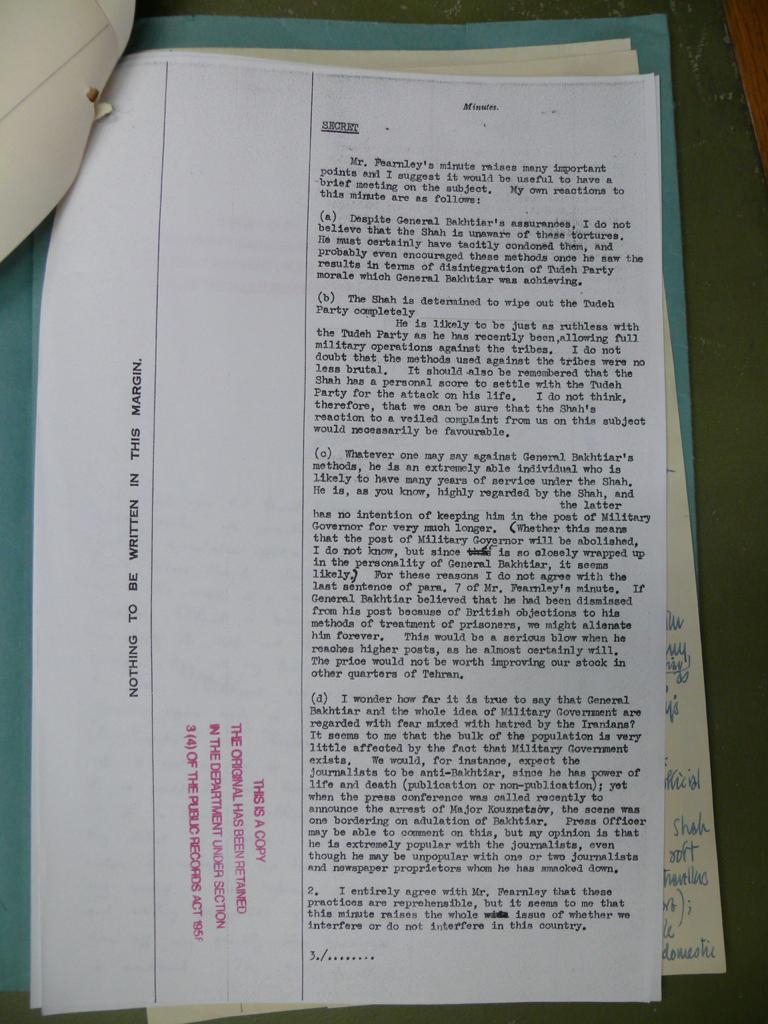 Minutes.
SECRET
Mr. Fearnley's minute raises many important
points and I suggest it would be useful to have a
brief meeting on the subject. My own reactions to
this minute are as follows:
(a) Despite General Bakhtiar's assurances, I do not
believe that the Shah is unaware of these tortures.
He must certainly have tacitly condoned them, and
probably even encouraged these methods once he saw the
results in terms of disintegration of Tudeh Party
morale which General Bakhtiar was achieving.
(b) The Shah is determined to wipe out the Tudeh
Party completely
He is likely to be just as ruthless with
the Tudeh Party as he has recently been,allowing full
military operations against the tribes. I do not
doubt that the methods used against the tribes were no
less brutal. It should also be remembered that the
Shah has a personal score to settle with the Tudeh
Party for the attack on his life. I do not think,
therefore, that we can be sure that the Shah's
reaction to a veiled complaint from us on this subject
would necessarily be favourable.
(c) Whatever one may say against General Bakhtiar's
methods, he is an extremely able individual who is
likely to have many years of service under the Shah.
He is, as you know, highly regarded by the Shah, and
the latter
has no intention of keeping him in the post of Military
Governor for very much longer. (Whether this means
that the post of Military Governor will be abolished,
I do not know, but since is so closely wrapped up
in the personality of General Bakhtiar, it seems
likely.) For these reasons I do not agree with the
last sentence of para. 7 of Mr. Fearnley's minute. If
General Bakhtiar believed that he had been dismissed
from his post because of British objections to his
methods of treatment of prisoners, we might alienate
him forever. This would be a serious blow when he
reaches higher posts, as he almost certainly will.
The price would not be worth improving our stock in
other quarters of Tehran.
(d) I wonder how far it is true to say that General
Bakhtiar and the whole idea of Military Government are
regarded with fear mixed with hatred by the Iranians?
It seems to me that the bulk of the population is very
little affected by the fact that Military Government
exists. We would, for instance, expect the
journalists to be anti-Bakhtiar, since he has power of
life and death (publication or non-publication); yet
when the press conference was called recently to
announce the arrest of Major Kousnetsov, the scene was
one bordering on adulation of Bakhtiar. Press Officer
may be able to comment on this, but my opinion is that
he is extremely popular with the journalists, even
though he may be unpopular with one or two journalists
and newspaper proprietors whom he has smacked down.
2. I entirely agree with Mr. Fearnley that these
practices are reprehensible, but it seems to me that
this minute raises the whole issue of whether we
interfere or do not interfere in this country.
3./........
NOTHING TO BE WRITTEN IN THIS MARGIN.
THIS IS A COPY
THE ORIGINAL HAS BEEN RETAINED
IN THE DEPARTMENT UNDER SECTION
3 (4) OF THE PUBLIC RECORDS ACT 195
Shah
soft
domestic